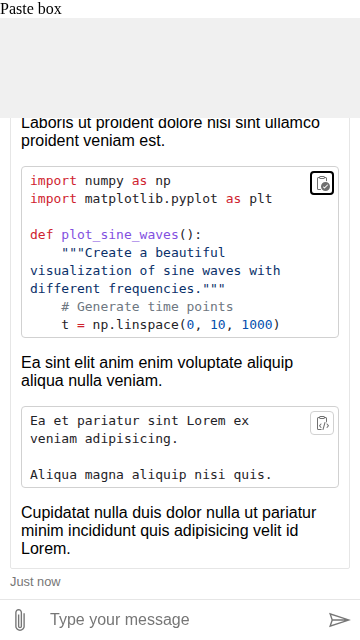 Paste box
Laboris ut proident dolore nisi sint ullamco
proident veniam est.
import numpy as np
import matplotlib.pyplot as plt
def plot_sine_waves():
"""Create a beautiful
visualization of sine waves with
different frequencies."""
# Generate time points
t = np.linspace(0, 10, 1000)
Ea sint elit anim enim voluptate aliquip
aliqua nulla veniam.
Ea et pariatur sint Lorem ex
veniam adipisicing.
Aliqua magna aliquip nisi quis.
Cupidatat nulla duis dolor nulla ut pariatur
minim incididunt quis adipisicing velit id
Lorem.
Just now
Type your message